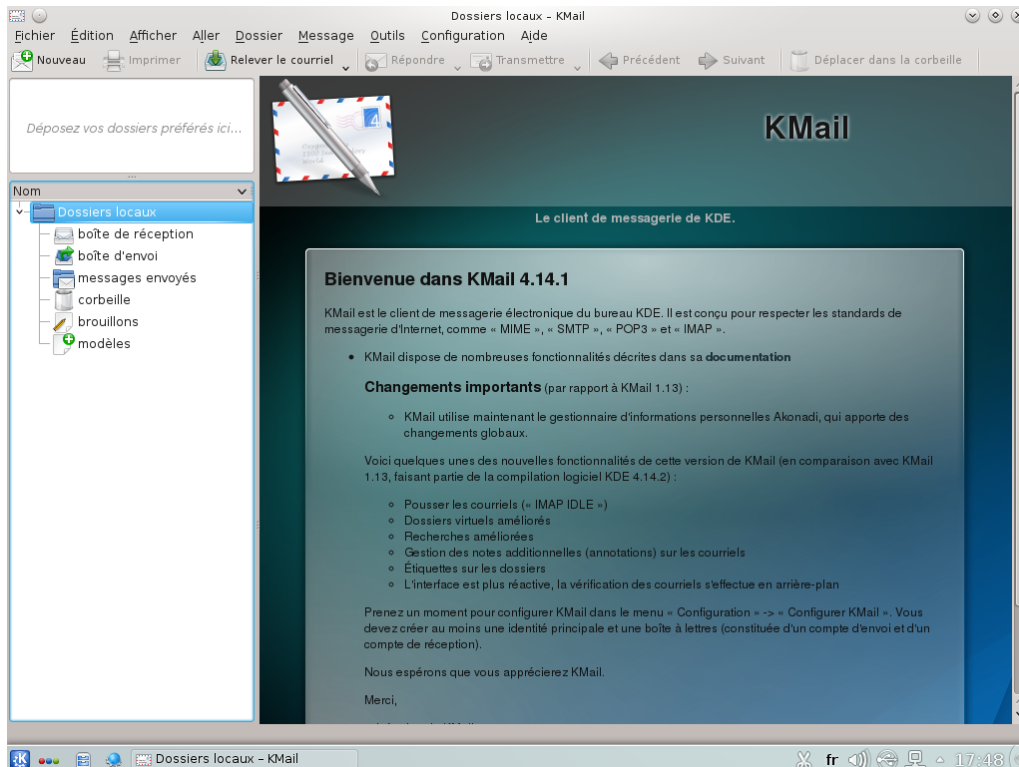 Dossiers locaux – KMail
Fichier Édition Afficher Aller Dossier Message Outils Configuration Aide
Nouveau Imprimer Relever le courriel Répondre Transmettre Précédent Suivant Déplacer dans la corbeille
Déposez vos dossiers préférés ici...
Nom
Dossiers locaux
boîte de réception
boîte d'envoi
messages envoyés
corbeille
brouillons
modèles
KMail
Le client de messagerie de KDE.
Bienvenue dans KMail 4.14.1
KMail est le client de messagerie électronique du bureau KDE. Il est conçu pour respecter les standards de
messagerie d'Internet, comme « MIME », « SMTP », « POP3 » et « IMAP ».
• KMail dispose de nombreuses fonctionnalités décrites dans sa documentation
Changements importants (par rapport à KMail 1.13) :
◦ KMail utilise maintenant le gestionnaire d'informations personnelles Akonadi, qui apporte des
changements globaux.
Voici quelques unes des nouvelles fonctionnalités de cette version de KMail (en comparaison avec KMail
1.13, faisant partie de la compilation logiciel KDE 4.14.2) :
◦ Pousser les courriels (« IMAP IDLE »)
◦ Dossiers virtuels améliorés
◦ Recherches améliorées
◦ Gestion des notes additionnelles (annotations) sur les courriels
◦ Étiquettes sur les dossiers
◦ L'interface est plus réactive, la vérification des courriels s'effectue en arrière-plan
Prenez un moment pour configurer KMail dans le menu « Configuration » -> « Configurer KMail ». Vous
devez créer au moins une identité principale et une boîte à lettres (constituée d'un compte d'envoi et d'un
compte de réception).
Nous espérons que vous apprécierez KMail.
Merci,
Dossiers locaux – KMail
fr
17:48